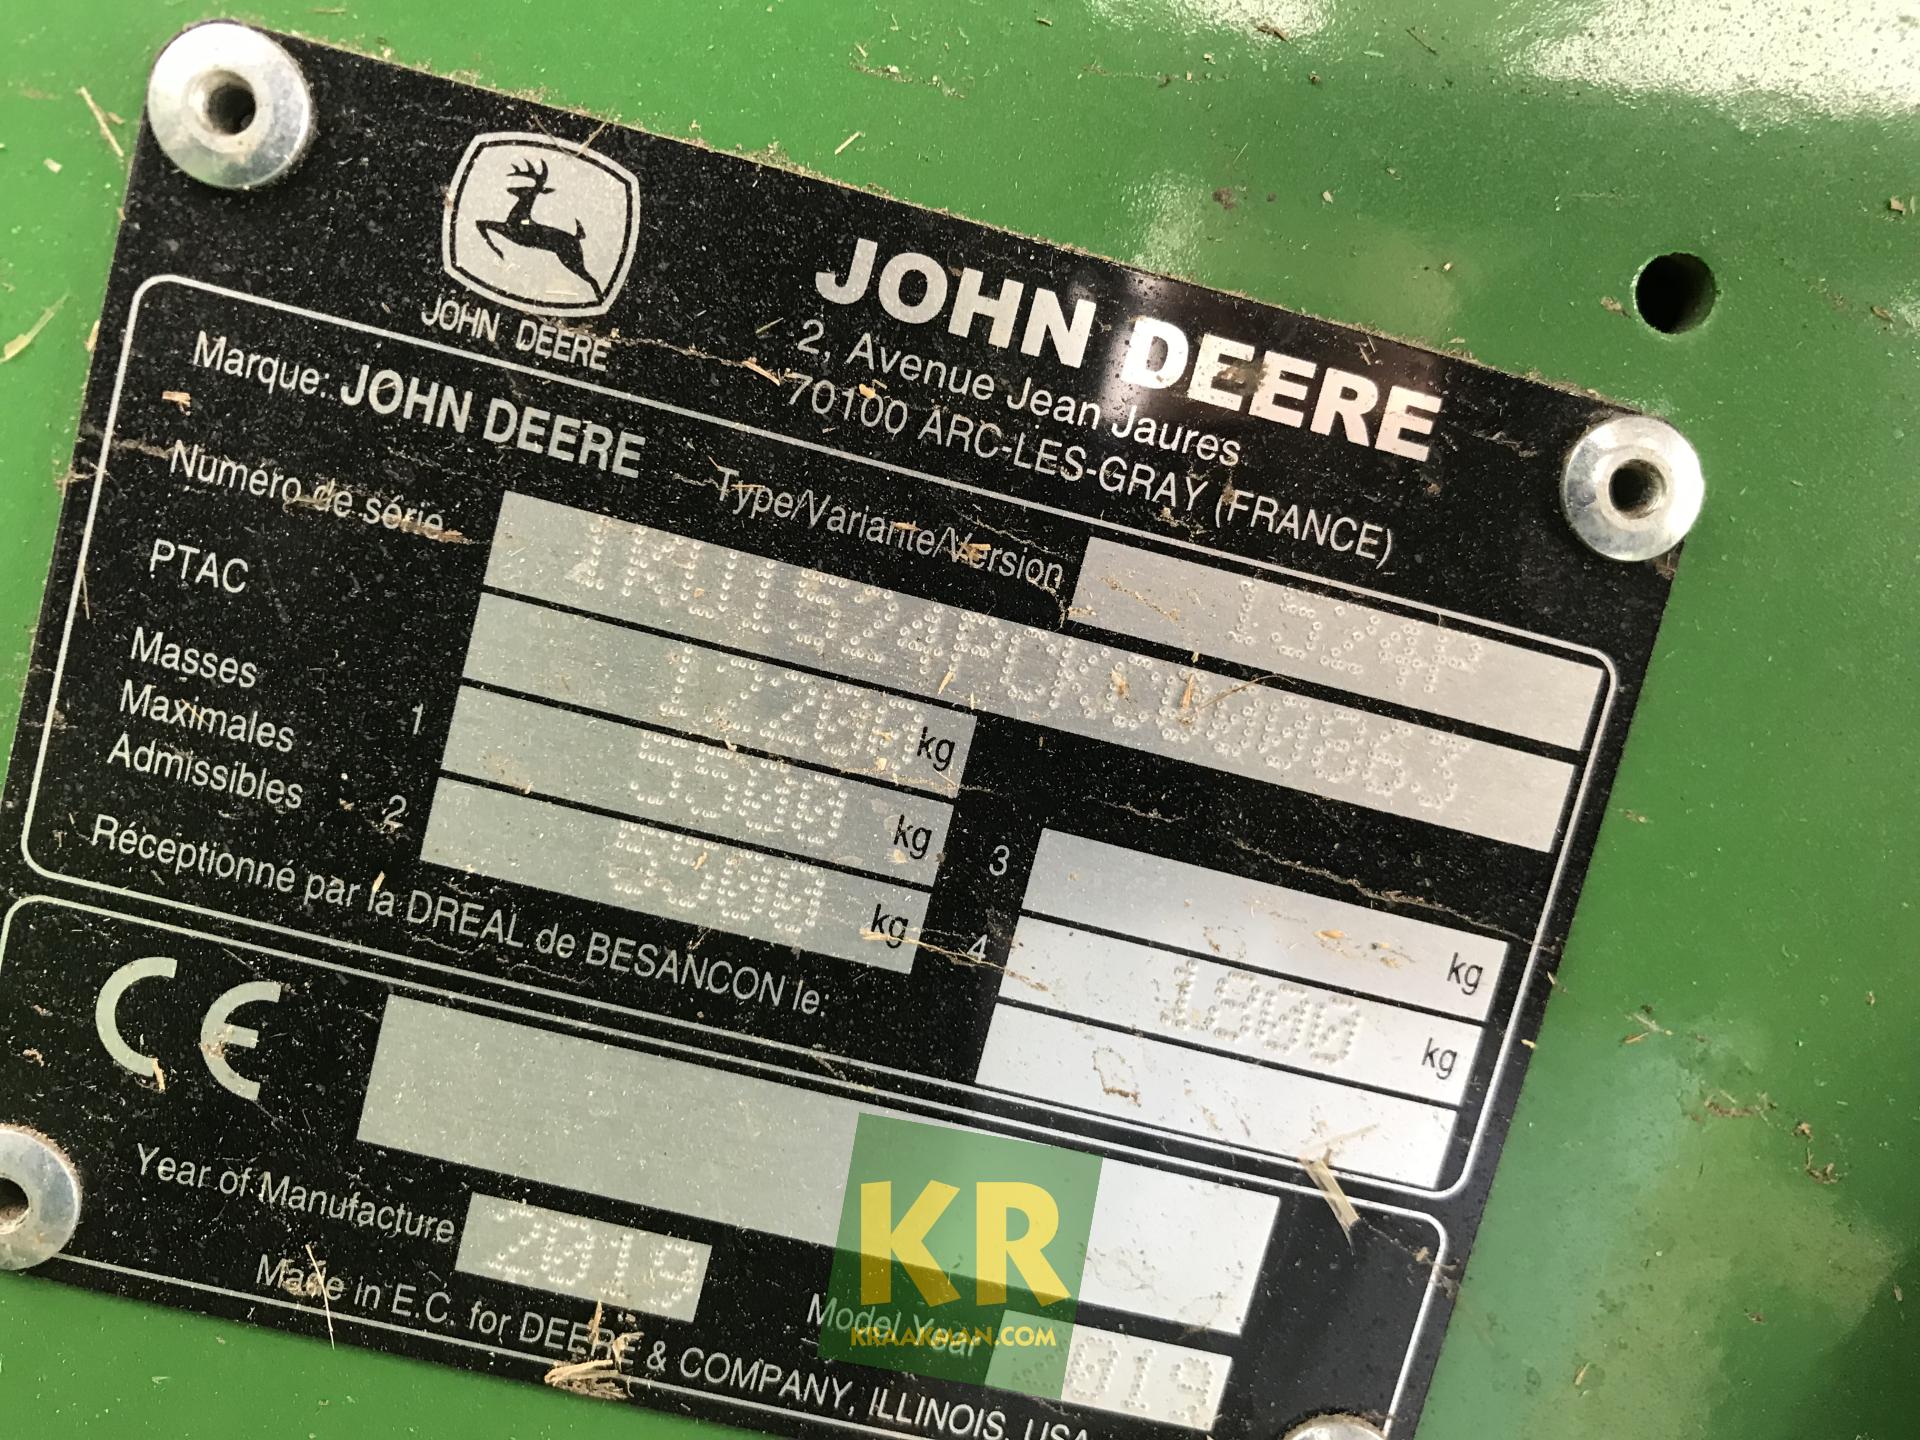 JOHN DEERE
JOHN DEERE
2, Avenue Jean Jaures
70100 ARC-LES-GRAY (FRANCE)
Marque: JOHN DEERE
Type/Variante/Version 1524P
Numéro de série
PTAC 12200 kg
Masses
Maximales
Admissibles
1 5500 kg
2 kg
3 kg
4 1800 kg
Réceptionné par la DREAL de BESANCON le:
CE
Year of Manufacture 2019
Model Year
Made in E.C. for DEERE & COMPANY, ILLINOIS, USA
KR
KRAAKMAN.COM